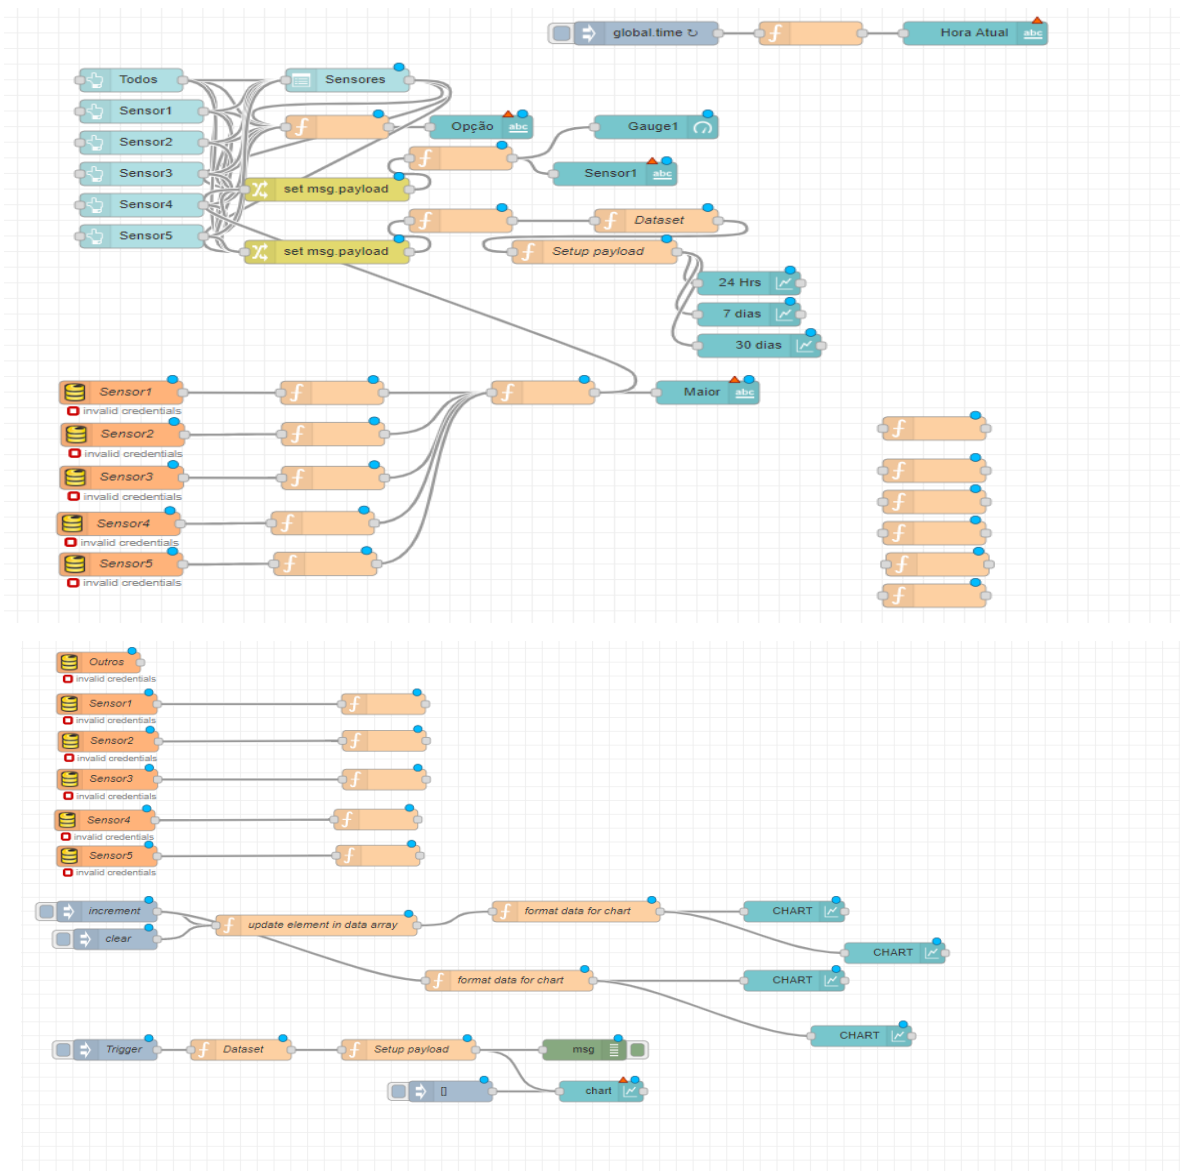 global.time ↻
Hora Atual abc
Todos
Sensores
Sensor1
Opção abc
Gauge1
Sensor2
Sensor3
Sensor1 abc
set msg.payload
Sensor4
Dataset
Sensor5
set msg.payload
Setup payload
24 Hrs
7 dias
30 dias
Sensor1
Maior abc
invalid credentials
Sensor2
invalid credentials
Sensor3
invalid credentials
Sensor4
invalid credentials
Sensor5
invalid credentials
Outros
invalid credentials
Sensor1
invalid credentials
Sensor2
invalid credentials
Sensor3
invalid credentials
Sensor4
invalid credentials
Sensor5
invalid credentials
increment
format data for chart
CHART
update element in data array
clear
CHART
format data for chart
CHART
CHART
Trigger
Dataset
Setup payload
msg
[]
chart